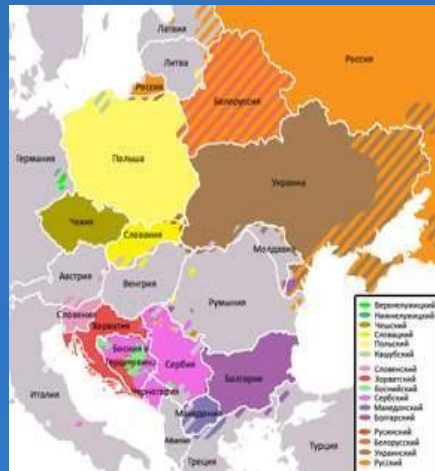 Латвия
Россия
Литва
Россия
Белоруссия
Германия
Польша
Украина
Чехия
Словакия
Молдавия
Австрия
Венгрия
Румыния
Словения
Хорватия
Босния и
Герцеговина
Сербия
Италия
Черногория
Болгария
Македония
Албания
Греция
Турция
Верхнелужицкий
Нижнелужицкий
Чешский
Словацкий
Польский
Кашубский
Словенский
Хорватский
Боснийский
Сербский
Македонский
Болгарский
Русинский
Белорусский
Украинский
Русский